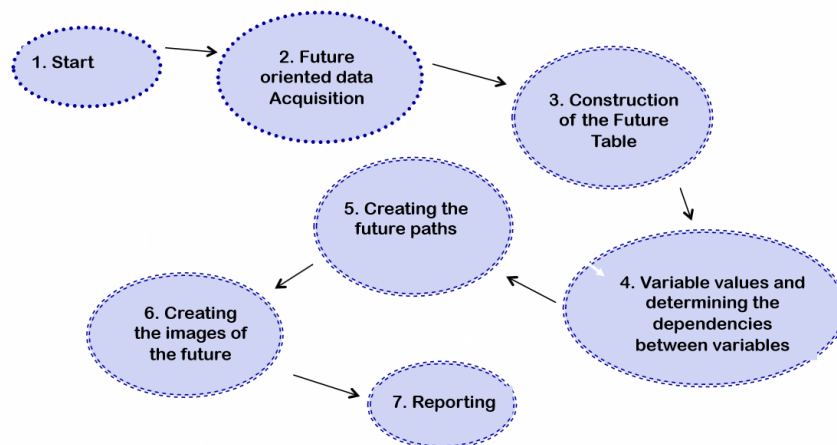 1. Start
2. Future
oriented data
Acquisition
3. Construction
of the Future
Table
4. Variable values and
determining the
dependencies
between variables
5. Creating the
future paths
6. Creating
the images of
the future
7. Reporting